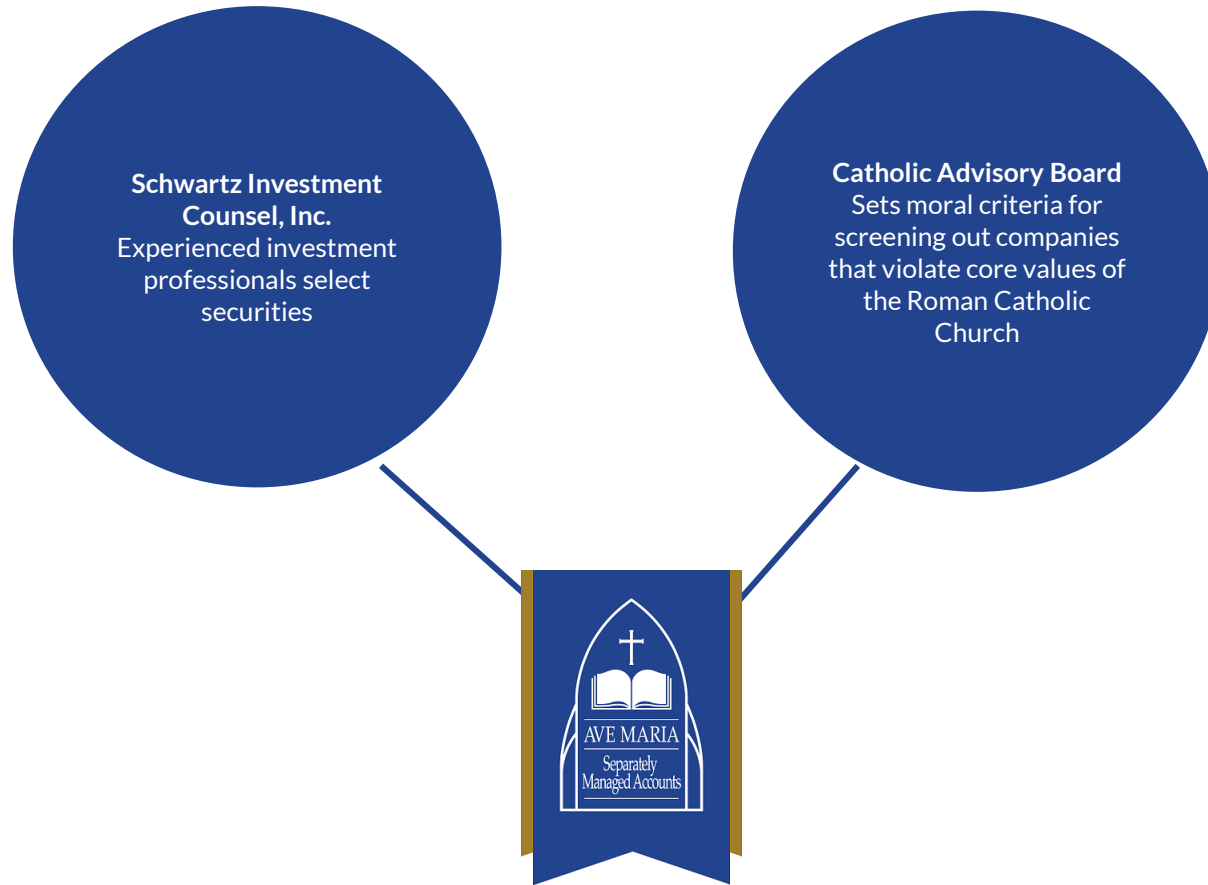 Schwartz Investment
Counsel, Inc.
Experienced investment
professionals select
securities
Catholic Advisory Board
Sets moral criteria for
screening out companies
that violate core values of
the Roman Catholic
Church
AVE MARIA
Separately
Managed Accounts